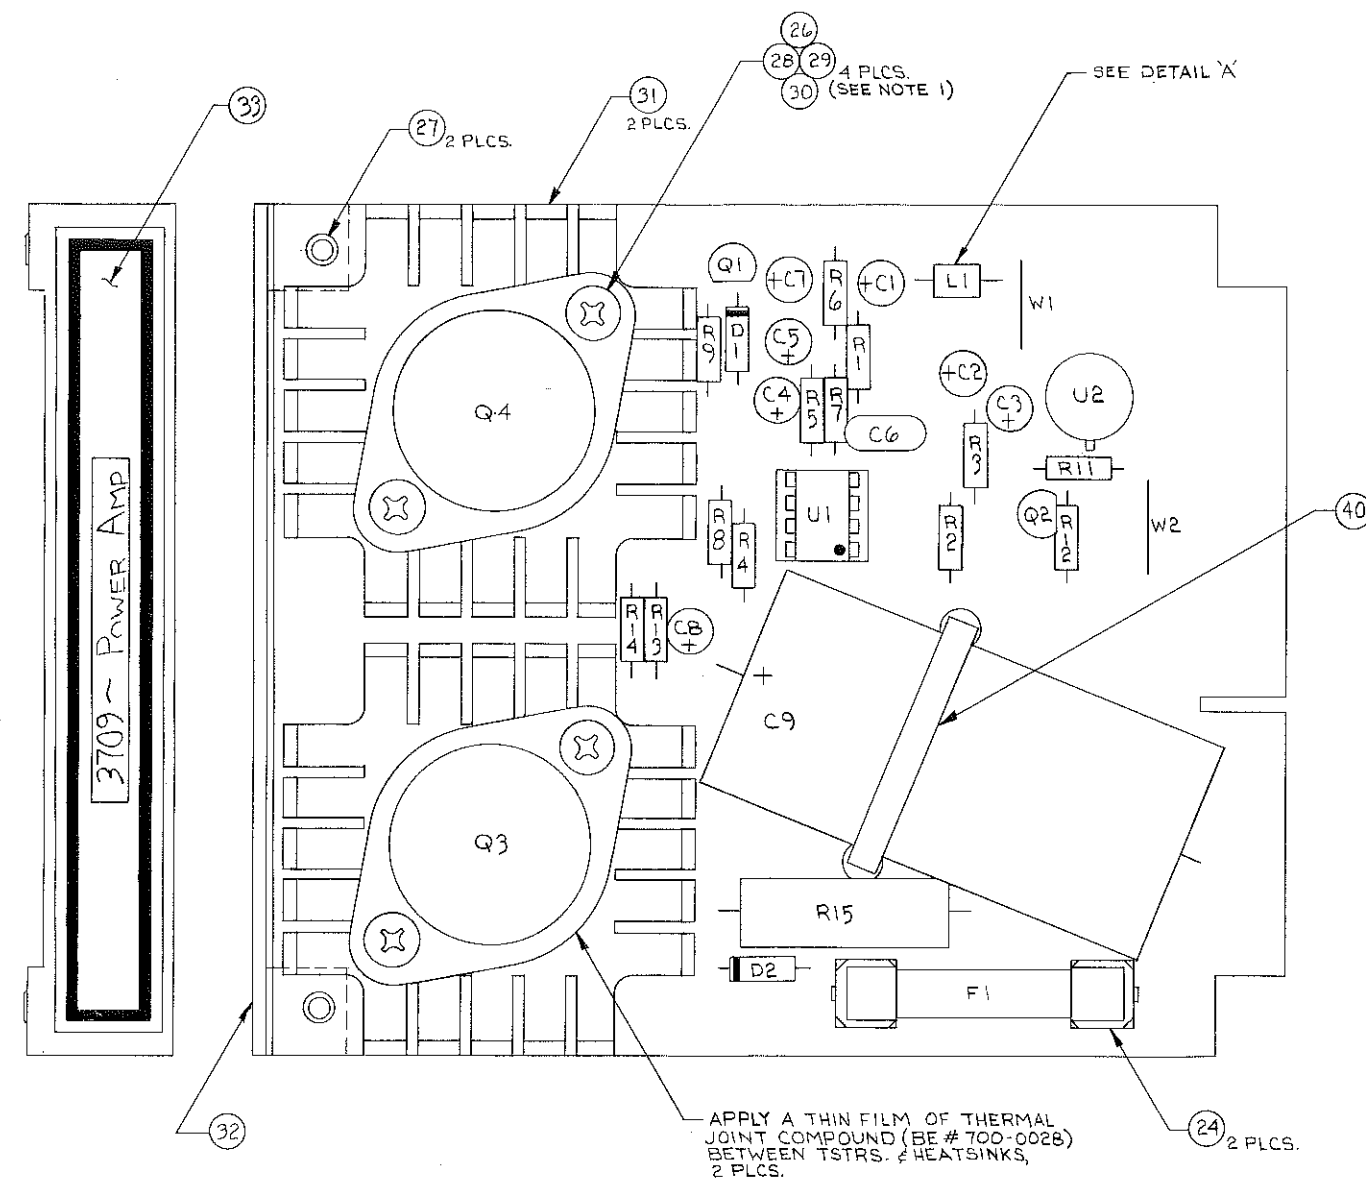 26
28 29
30
4 PLCS.
(SEE NOTE 1)
SEE DETAIL 'A'
33
27 2 PLCS.
31
2 PLCS.
3709~ POWER AMP
Q4
Q1
+C7
R6
+C1
L1
W1
R9
D1
C5
+
R1
C4
+
R5
R7
C6
+C2
C3
+
U2
R3
R11
R8
R4
U1
R2
Q2
R12
W2
40
R14
R13
C8
+
+
C9
Q3
R15
D2
F1
32
APPLY A THIN FILM OF THERMAL
JOINT COMPOUND (BE # 700-0028)
BETWEEN TSTRS. & HEATSINKS,
2 PLCS.
24 2 PLCS.